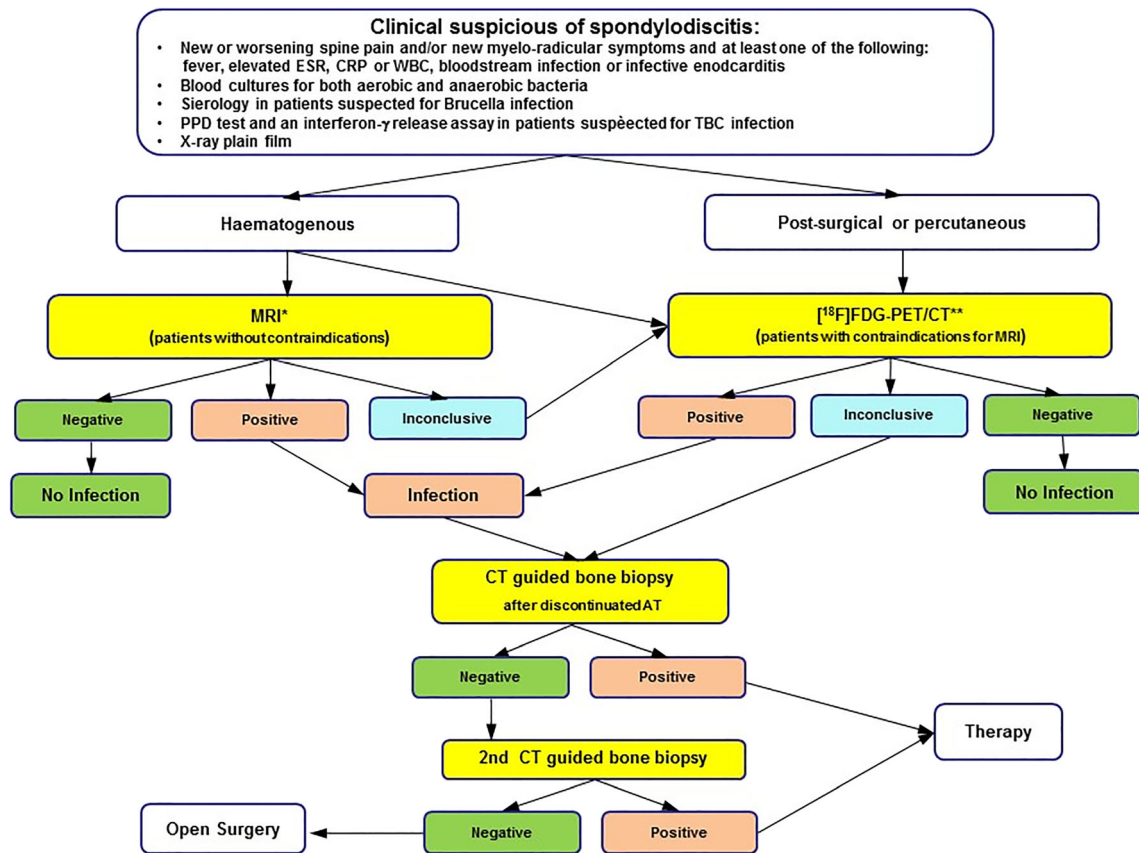 Clinical suspicious of spondylodiscitis:
• New or worsening spine pain and/or new myelo-radicular symptoms and at least one of the following:
fever, elevated ESR, CRP or WBC, bloodstream infection or infective enodcarditis
• Blood cultures for both aerobic and anaerobic bacteria
• Sierology in patients suspected for Brucella infection
• PPD test and an interferon-γ release assay in patients suspèected for TBC infection
• X-ray plain film
Haematogenous
Post-surgical or percutaneous
MRI*
(patients without contraindications)
[¹⁸F]FDG-PET/CT**
(patients with contraindications for MRI)
Negative
Positive
Inconclusive
Positive
Inconclusive
Negative
No Infection
Infection
No Infection
CT guided bone biopsy
after discontinued AT
Negative
Positive
Therapy
2nd CT guided bone biopsy
Open Surgery
Negative
Positive